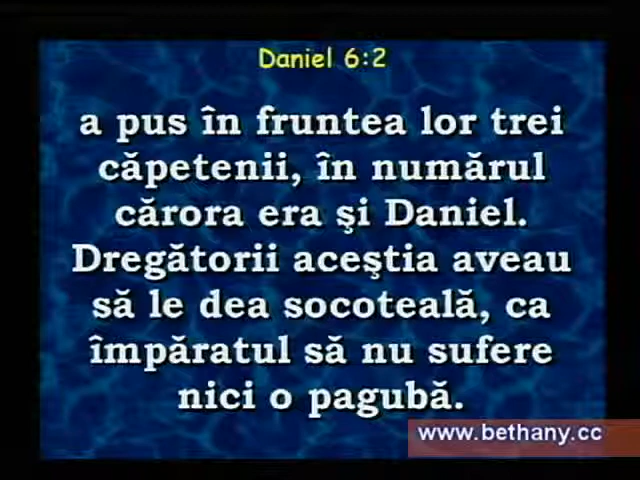 Daniel 6:2
a pus în fruntea lor trei
căpetenii, în numărul
cărora era şi Daniel.
Dregătorii aceştia aveau
să le dea socoteală, ca
împăratul să nu sufere
nici o pagubă.
www.bethany.cc